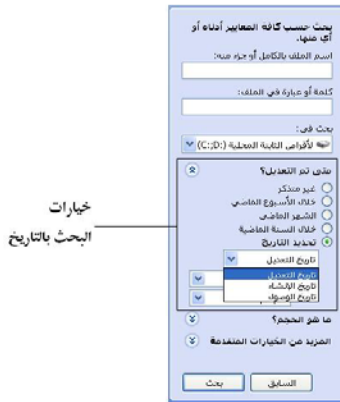 بحث حسب كافة المعايير أدناه أو
أي منها.
اسم الملف بالكامل أو جزء منه:
كلمة أو عبارة في الملف:
بحث في:
لأقراص الثابتة المحلية (C:;D:)
متى تم التعديل؟
غير متذكر
خلال الأسبوع الماضي
الشهر الماضي
خلال السنة الماضية
تحديد التاريخ
تاريخ التعديل
تاريخ التعديل
تاريخ الإنشاء
تاريخ الوصول
ما هو الحجم؟
المزيد من الخيارات المتقدمة
السابق
بحث
خيارات
البحث بالتاريخ